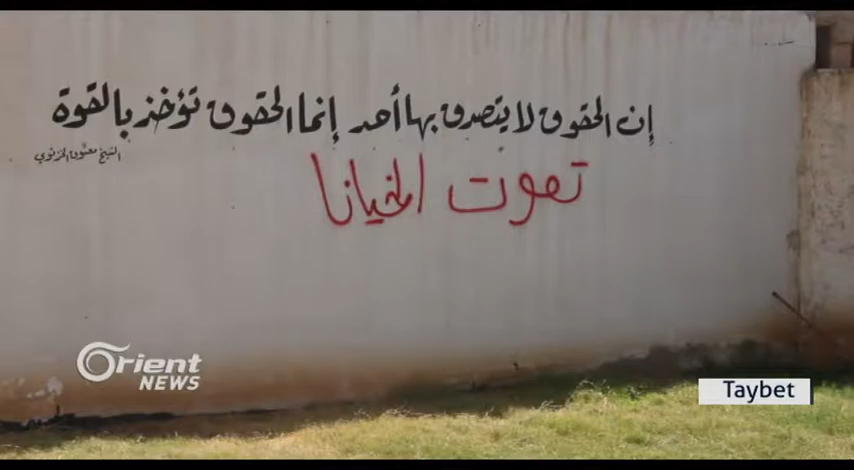 إن الحقوق لا يتصدق بها أحد إنما الحقوق تؤخذ بالقوة
الشيخ معشوق الخزنوي
تموت الخيانا
Orient
NEWS
Taybet